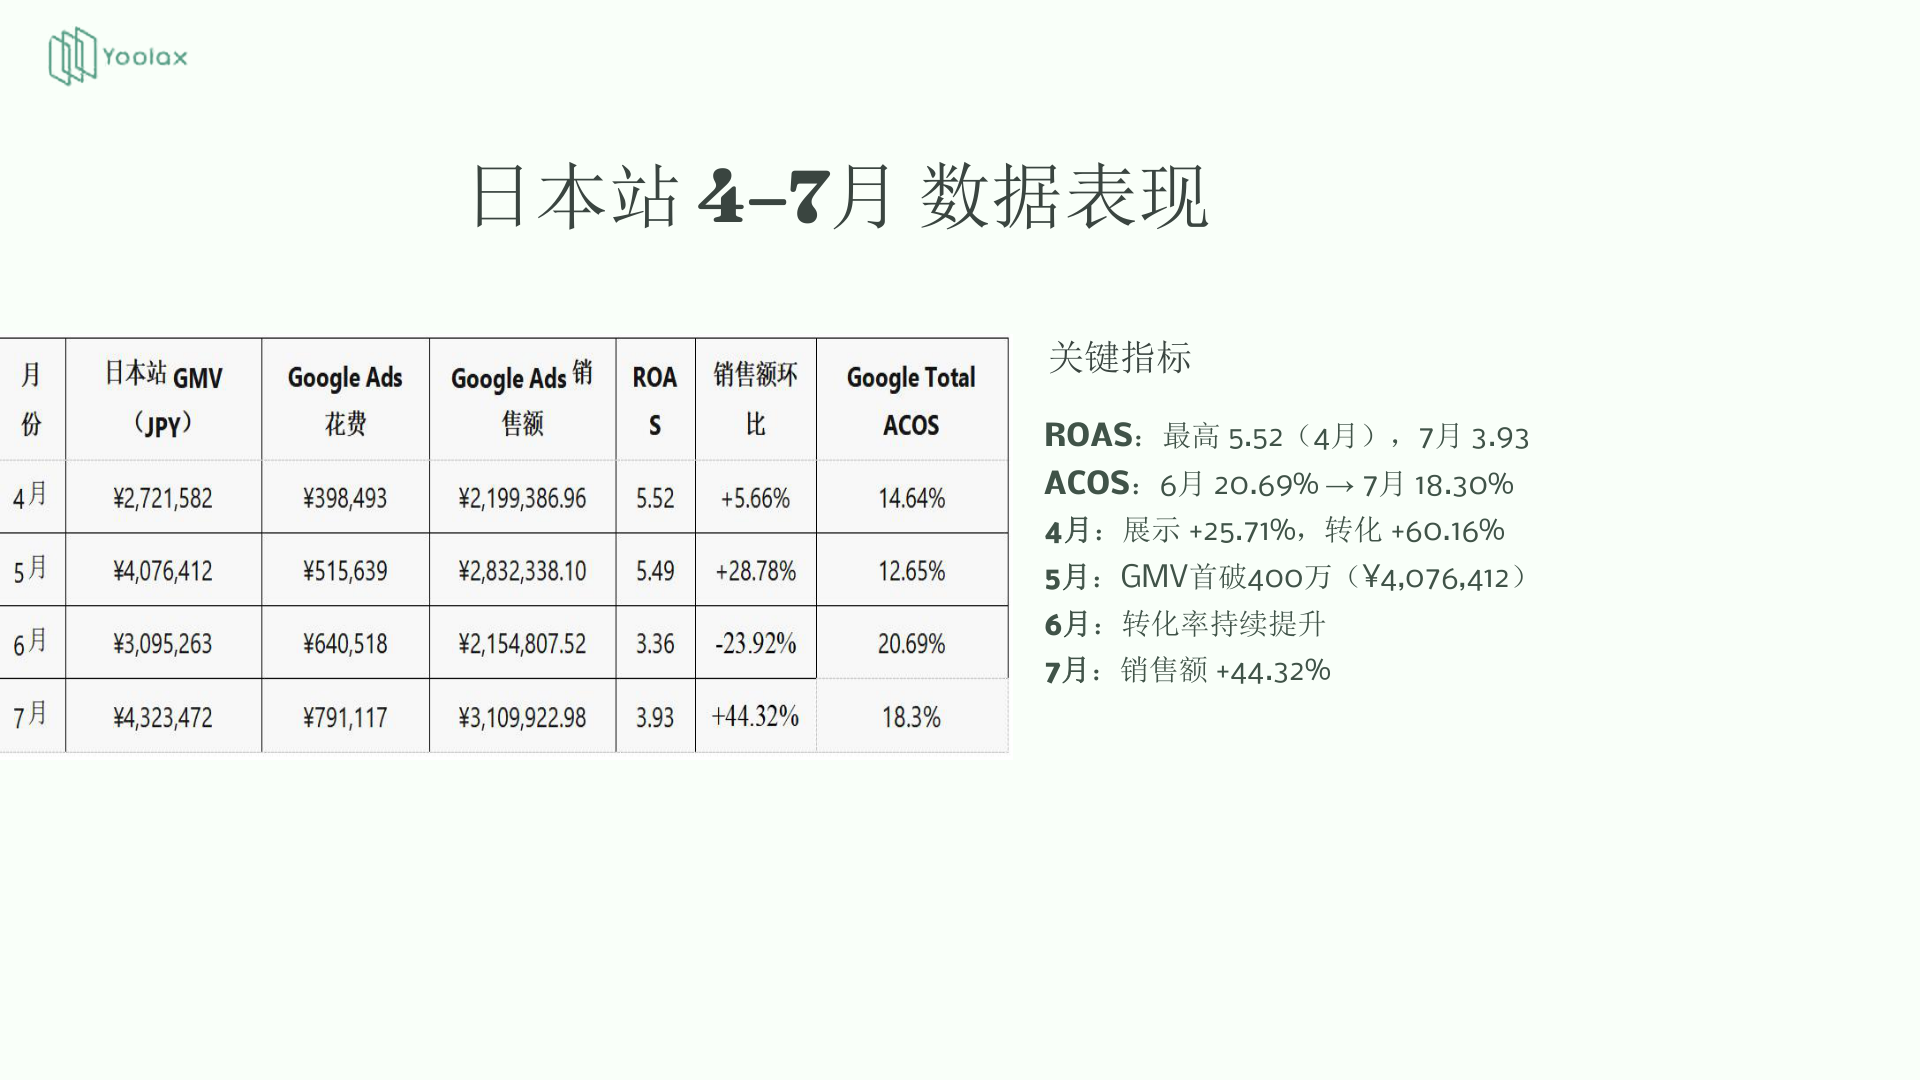 Yoolax
日本站 4–7月 数据表现
月份 日本站 GMV（JPY） Google Ads 花费 Google Ads 销售额 ROAS 销售额环比 Google Total ACOS
4月 ¥2,721,582 ¥398,493 ¥2,199,386.96 5.52 +5.66% 14.64%
5月 ¥4,076,412 ¥515,639 ¥2,832,338.10 5.49 +28.78% 12.65%
6月 ¥3,095,263 ¥640,518 ¥2,154,807.52 3.36 -23.92% 20.69%
7月 ¥4,323,472 ¥791,117 ¥3,109,922.98 3.93 +44.32% 18.3%
关键指标
ROAS：最高 5.52（4月），7月 3.93
ACOS：6月 20.69% → 7月 18.30%
4月：展示 +25.71%，转化 +60.16%
5月：GMV首破400万（¥4,076,412）
6月：转化率持续提升
7月：销售额 +44.32%